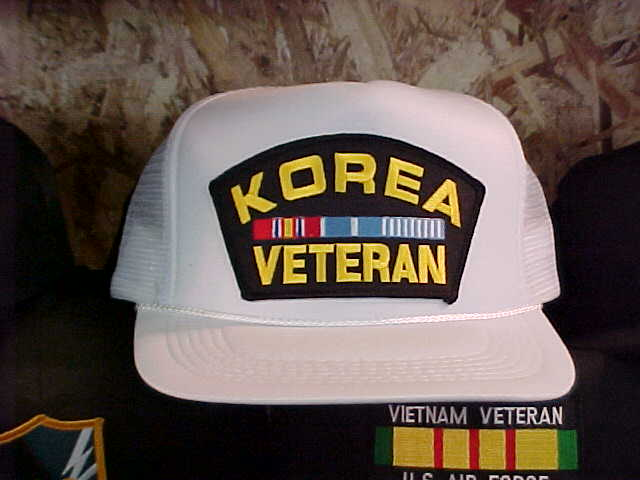 KOREA
VETERAN
VIETNAM VETERAN
U.S. AIR FORCE